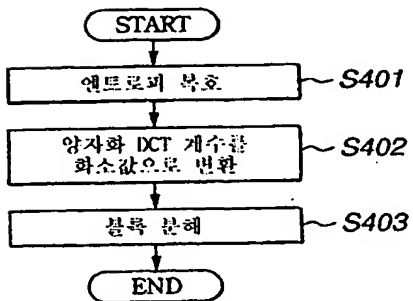 START
엔트로피 복호
S401
양자화 DCT 계수를
화소값으로 변환
S402
블록 분해
S403
END